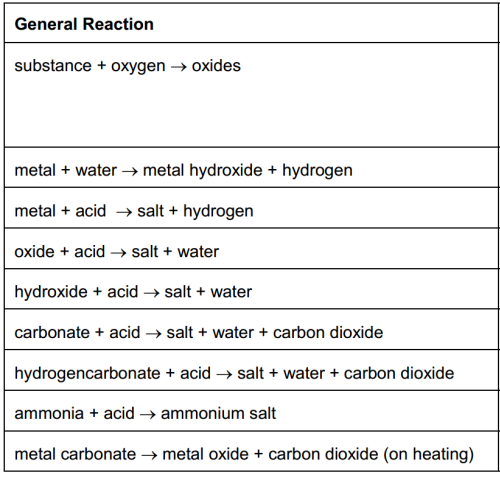 General Reaction
substance + oxygen → oxides
metal + water → metal hydroxide + hydrogen
metal + acid → salt + hydrogen
oxide + acid → salt + water
hydroxide + acid → salt + water
carbonate + acid → salt + water + carbon dioxide
hydrogencarbonate + acid → salt + water + carbon dioxide
ammonia + acid → ammonium salt
metal carbonate → metal oxide + carbon dioxide (on heating)